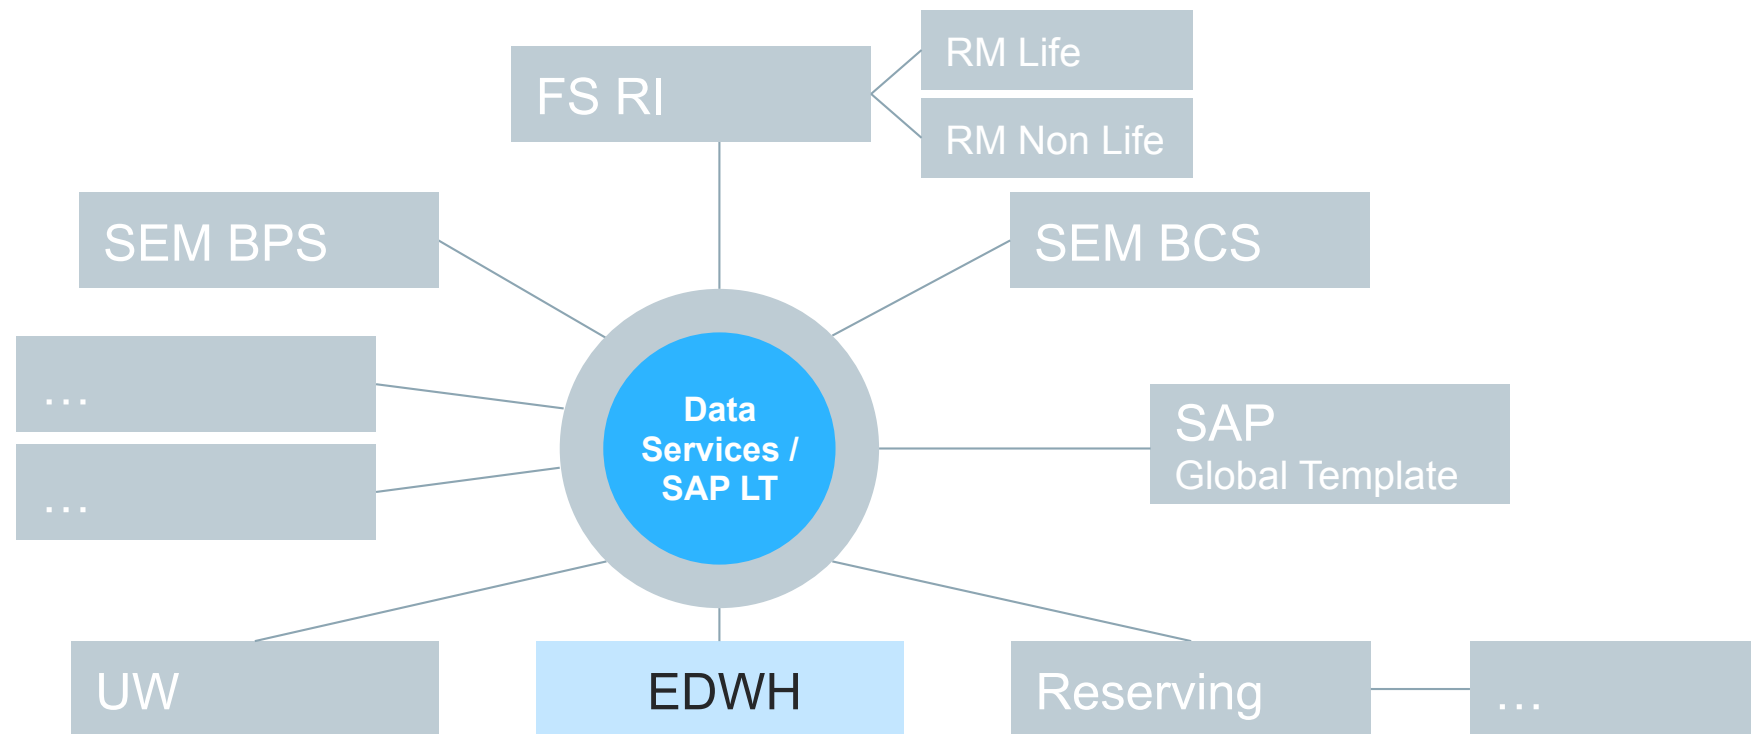 RM Life
FS RI
RM Non Life
SEM BPS
SEM BCS
…
Data
Services /
SAP LT
SAP
Global Template
…
UW
EDWH
Reserving
…